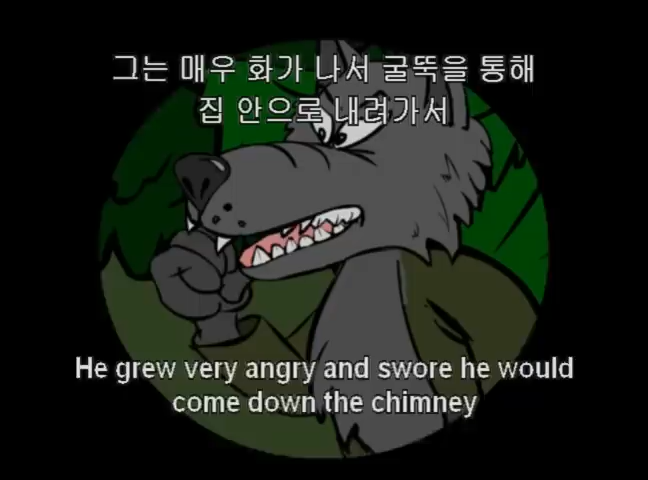 그는 매우 화가 나서 굴뚝을 통해
집 안으로 내려가서
He grew very angry and swore he would
come down the chimney